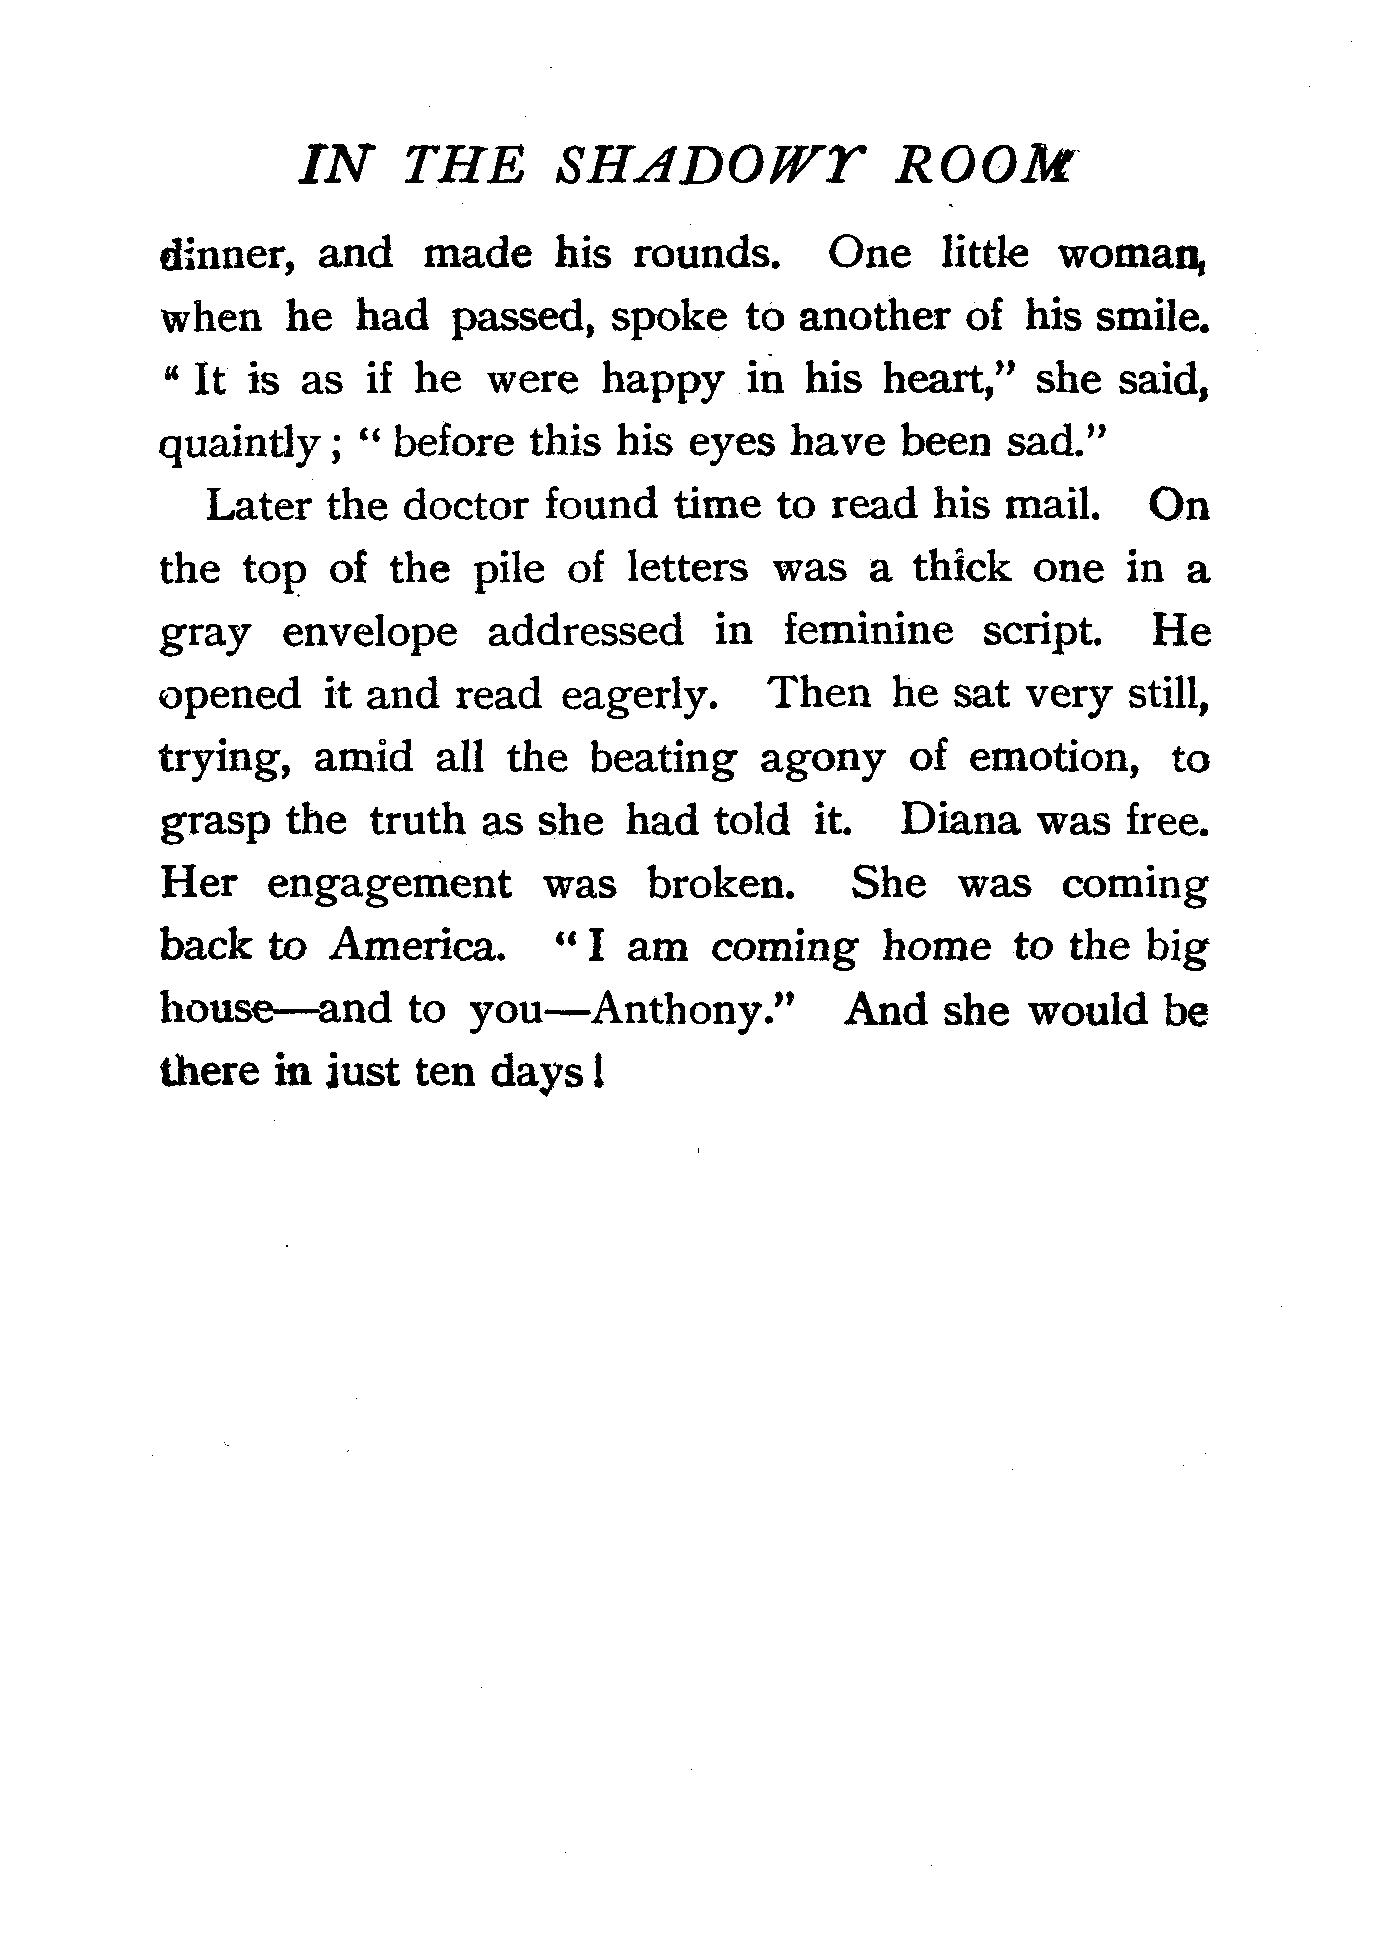 IN THE SHADOWY ROOM
dinner, and made his rounds. One little woman,
when he had passed, spoke to another of his smile.
" It is as if he were happy in his heart," she said,
quaintly ; " before this his eyes have been sad."
Later the doctor found time to read his mail. On
the top of the pile of letters was a thick one in a
gray envelope addressed in feminine script. He
opened it and read eagerly. Then he sat very still,
trying, amid all the beating agony of emotion, to
grasp the truth as she had told it. Diana was free.
Her engagement was broken. She was coming
back to America. " I am coming home to the big
house—and to you—Anthony." And she would be
there in just ten days !